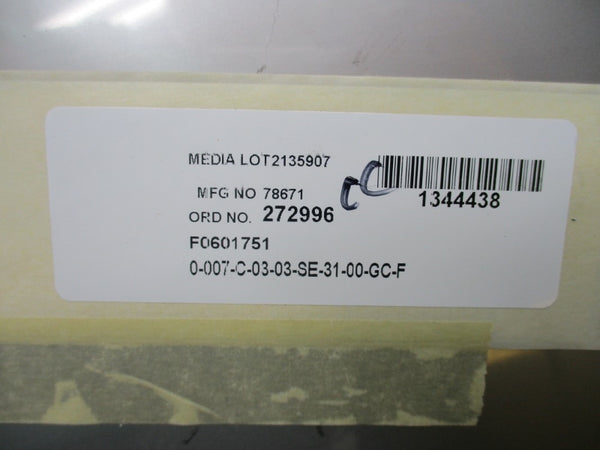 MEDIA LOT2135907
MFG NO 78671
ORD NO. 272996
1344438
F0601751
0-007-C-03-03-SE-31-00-GC-F